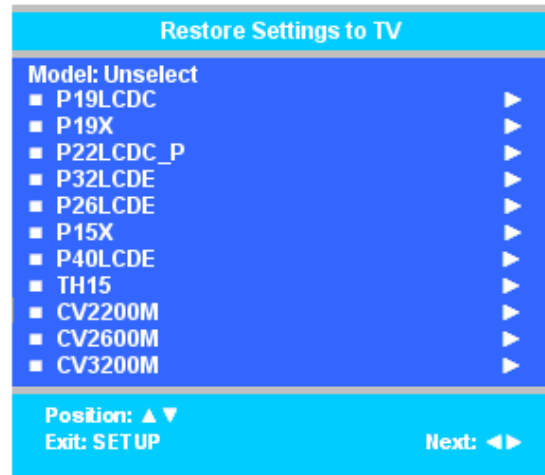 Restore Settings to TV
Model: Unselect
■ P19LCDC ▶
■ P19X ▶
■ P22LCDC_P ▶
■ P32LCDE ▶
■ P26LCDE ▶
■ P15X ▶
■ P40LCDE ▶
■ TH15 ▶
■ CV2200M ▶
■ CV2600M ▶
■ CV3200M ▶
Position: ▲▼
Exit: SETUP Next: ◀▶